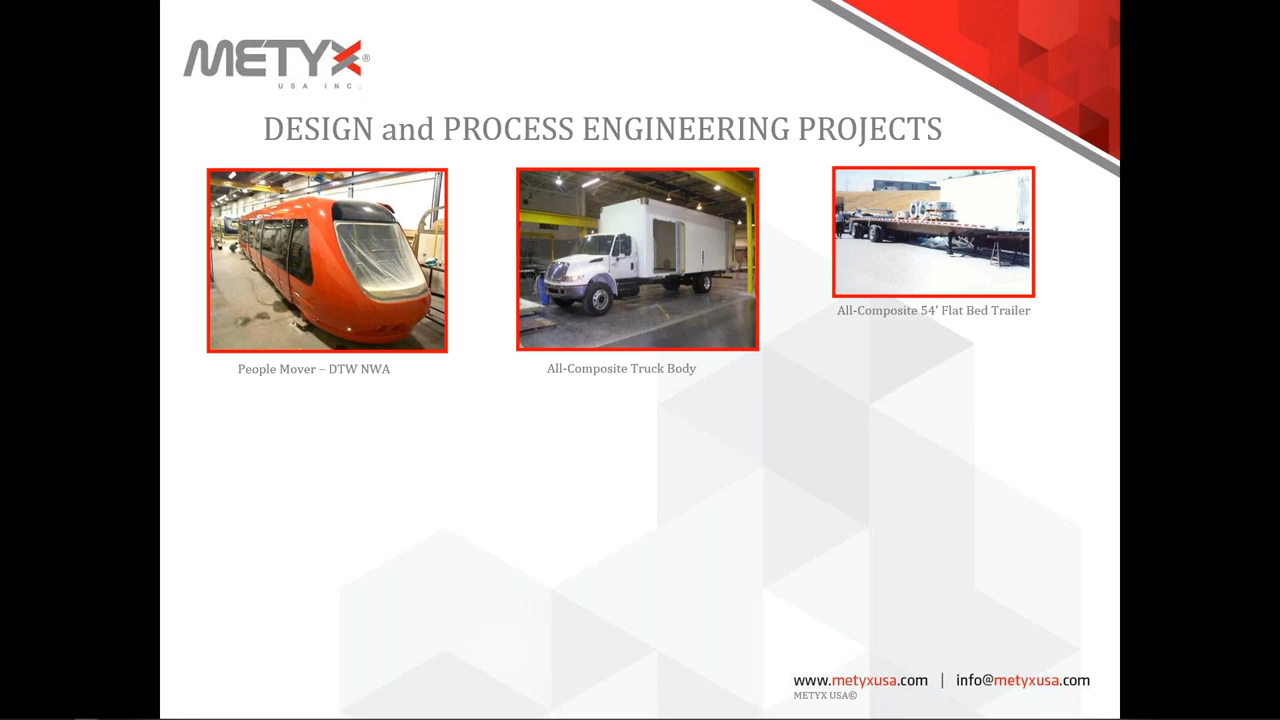 METYX®
USA INC.
DESIGN and PROCESS ENGINEERING PROJECTS
People Mover – DTW NWA
All-Composite Truck Body
All-Composite 54' Flat Bed Trailer
www.metyxusa.com | info@metyxusa.com
METYX USA©